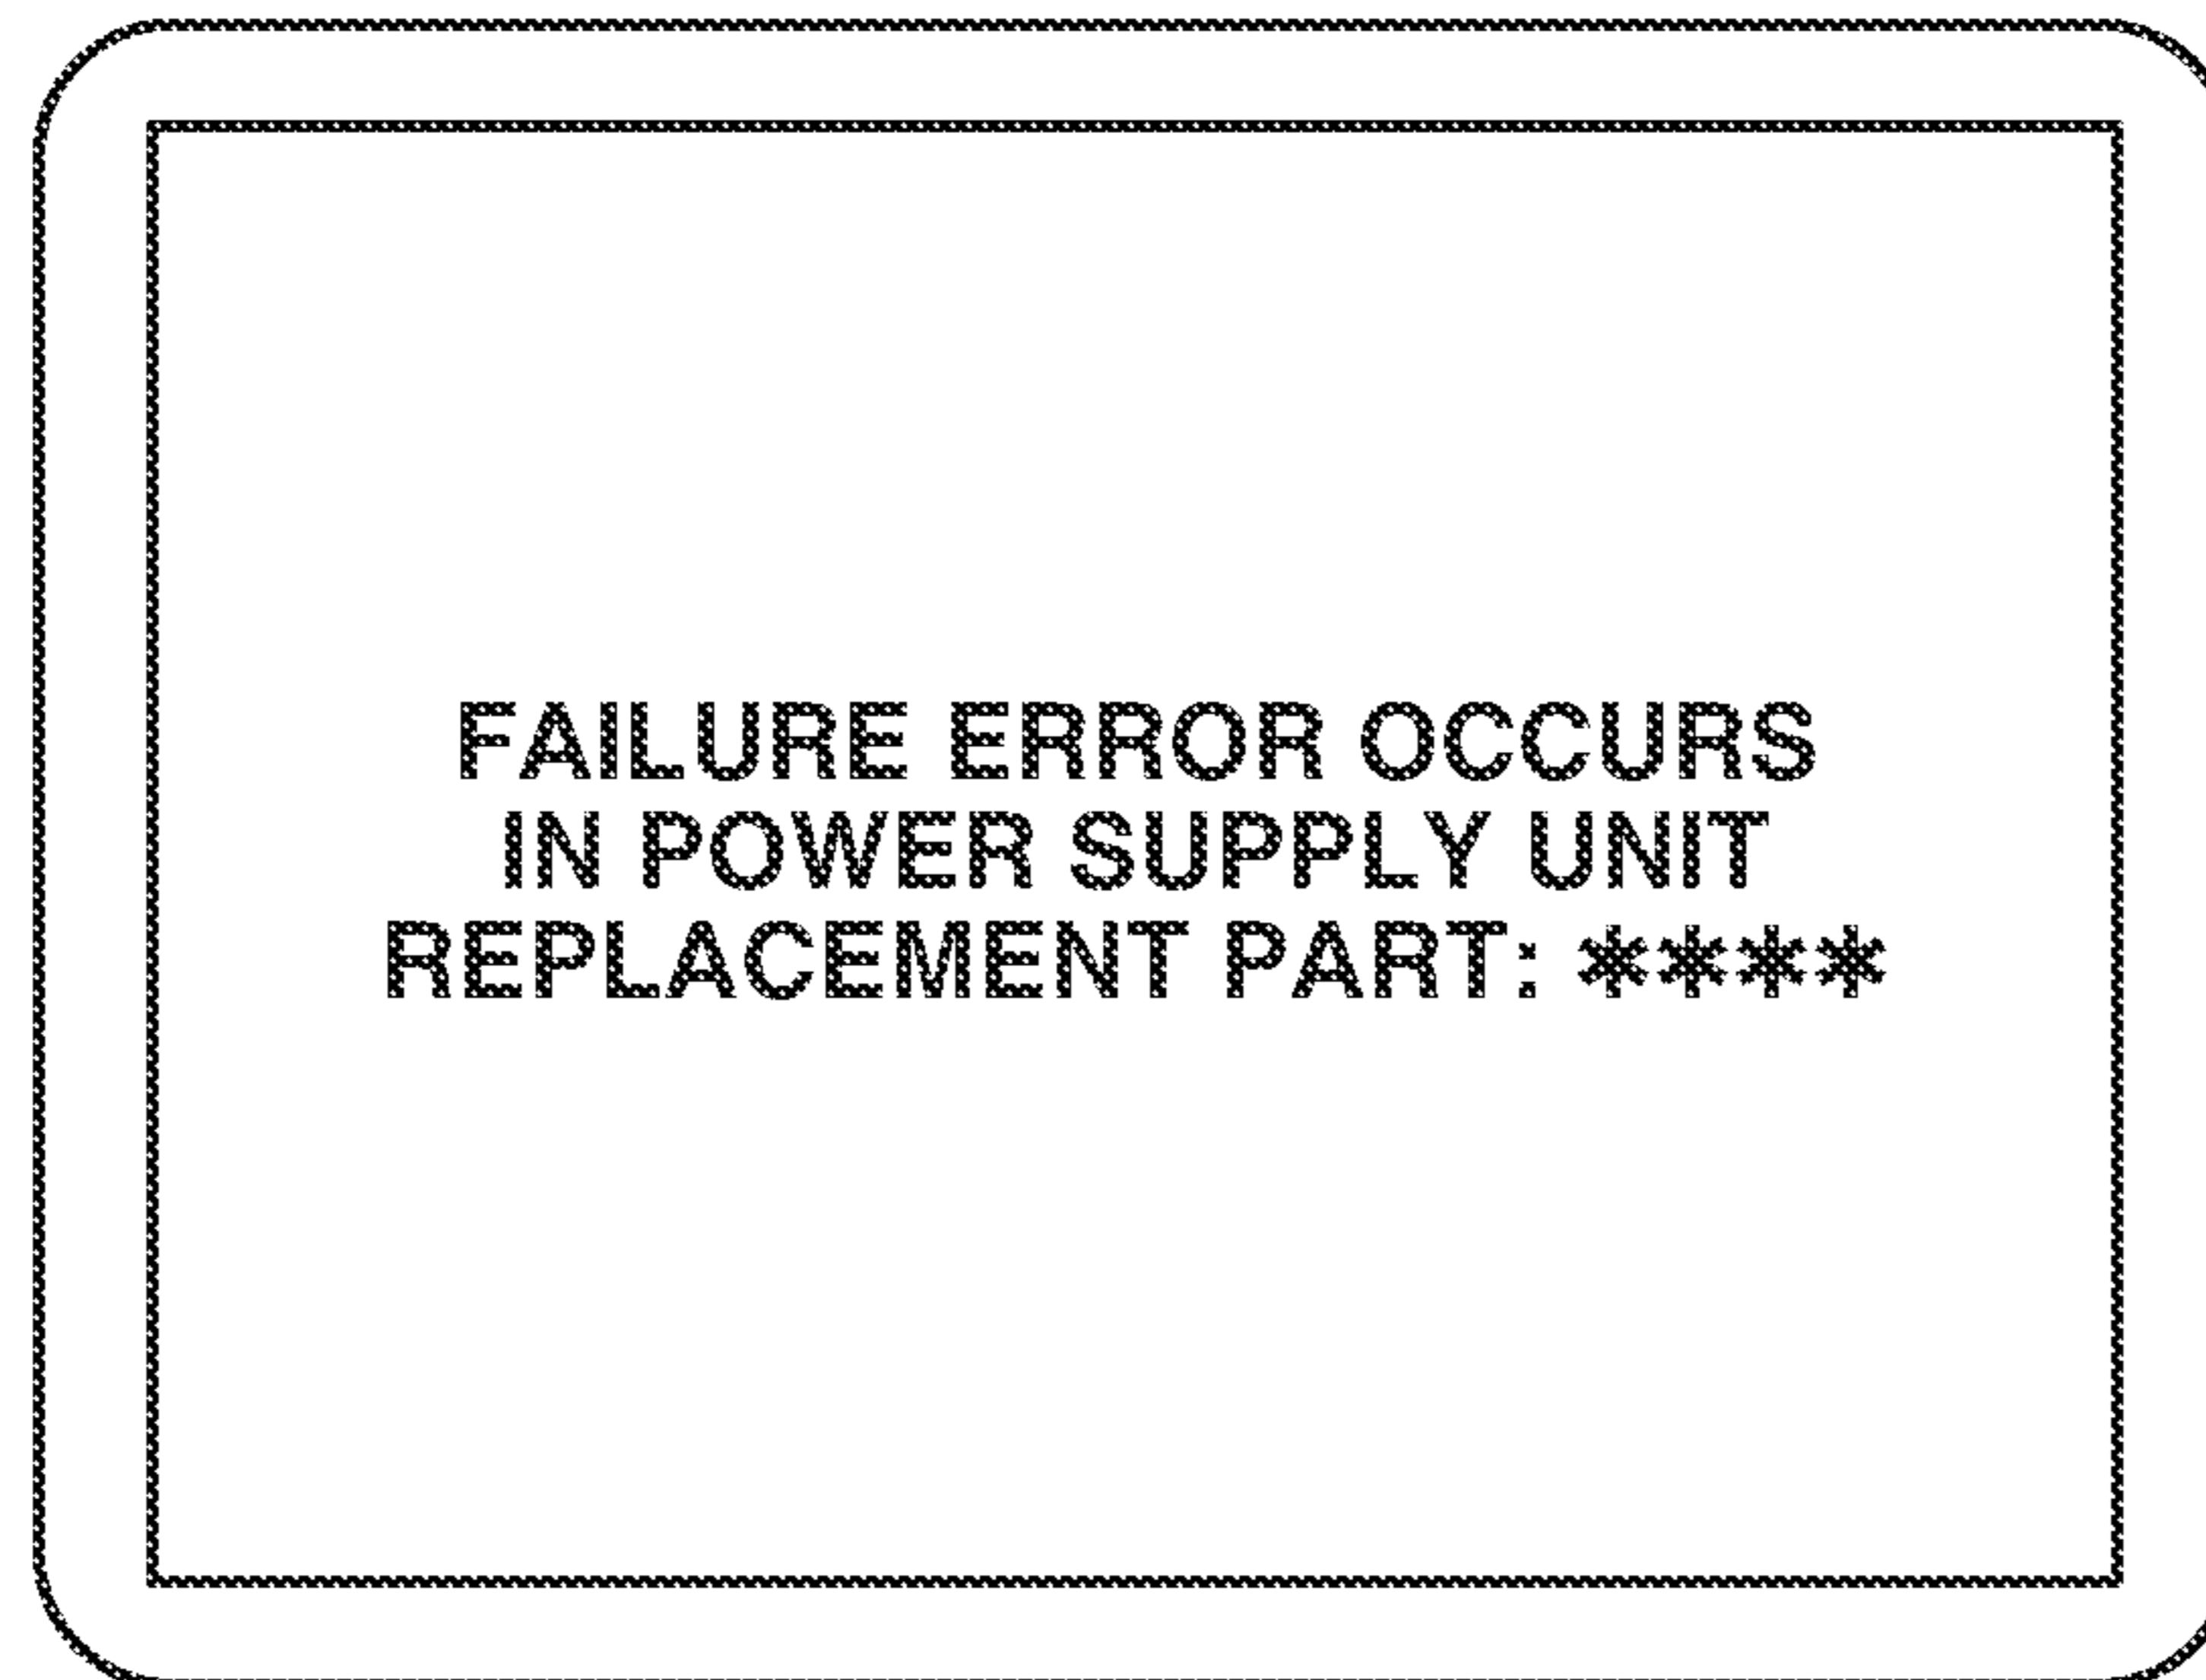 FAILURE ERROR OCCURS
IN POWER SUPPLY UNIT
REPLACEMENT PART: ****